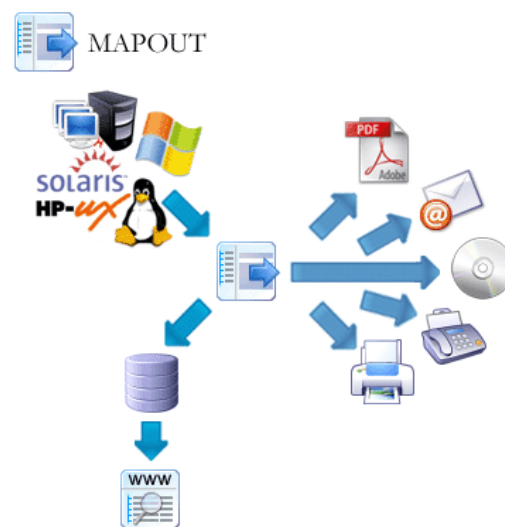 MAPOUT
PDF
Adobe
solaris
HP-ux
@
www